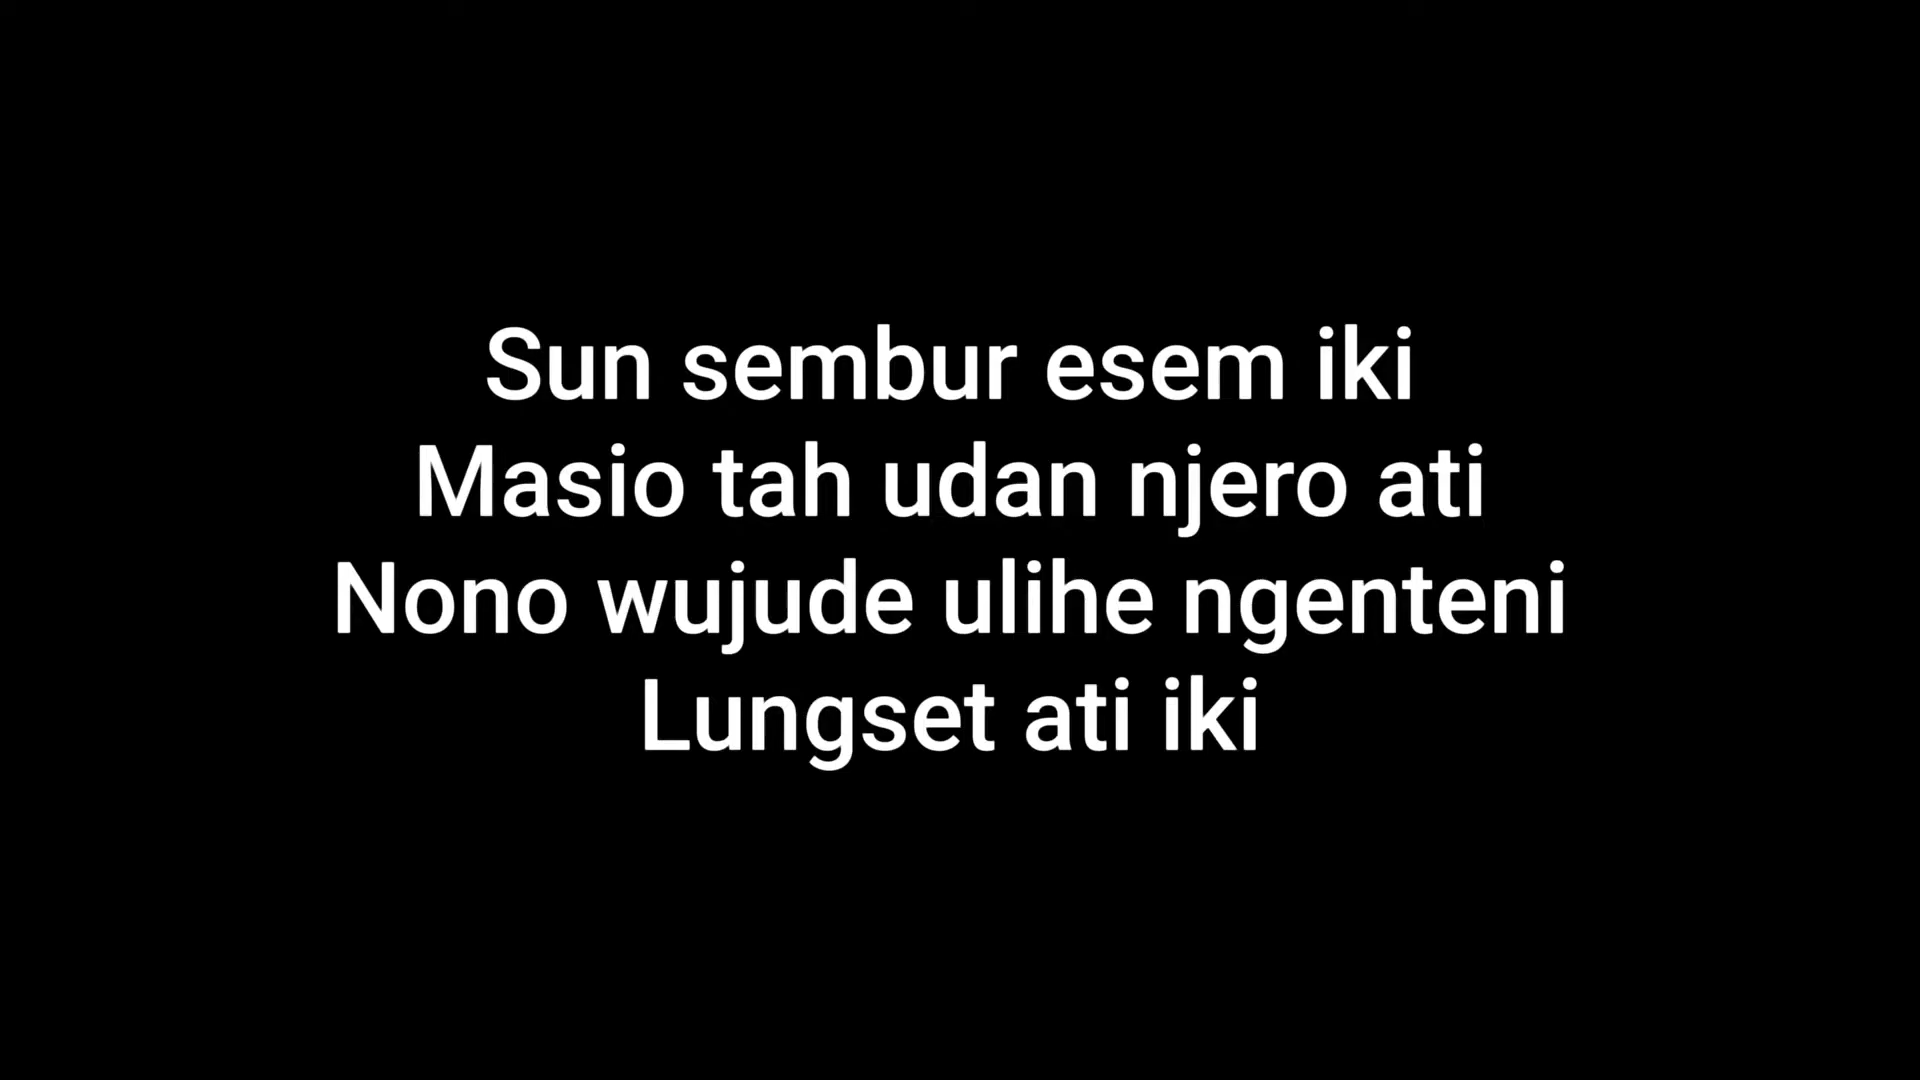 Sun sembur esem iki
Masio tah udan njero ati
Nono wujude ulihe ngenteni
Lungset ati iki